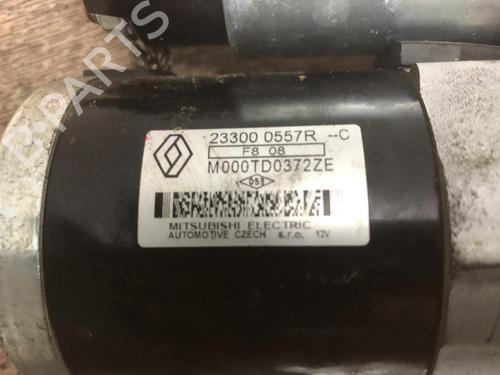 B-PARTS
23300 0557R --C
F8 08
M000TD0372ZE
MITSUBISHI ELECTRIC
AUTOMOTIVE CZECH s.r.o. 12V